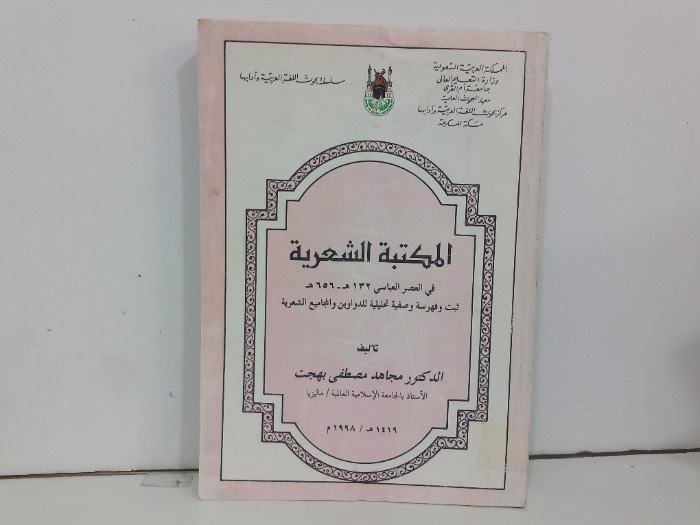 المملكة العربية السعودية
وزارة التعليم العالى
جامعة أم القرى
معهد البحوث العلمية
مركز بحوث اللغة العربية وآدابها
مكة المكرمة
سلسلة بحوث اللغة العربية وآدابها
المكتبة الشعرية
في العصر العباسي ١٣٢ هـ - ٦٥٦ هـ
ثبت وفهرسة وصفية تحليلية للدواوين والمجاميع الشعرية
تأليف
الدكتور مجاهد مصطفى بهجت
الأستاذ بالجامعة الإسلامية العالمية / ماليزيا
١٤١٩ هـ / ١٩٩٨ م